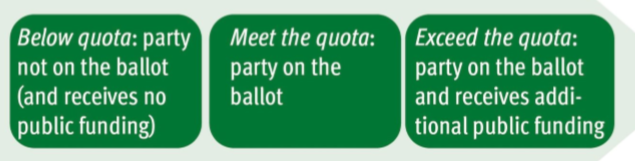 Below quota: party
not on the ballot
(and receives no
public funding)
Meet the quota:
party on the
ballot
Exceed the quota:
party on the ballot
and receives addi-
tional public funding